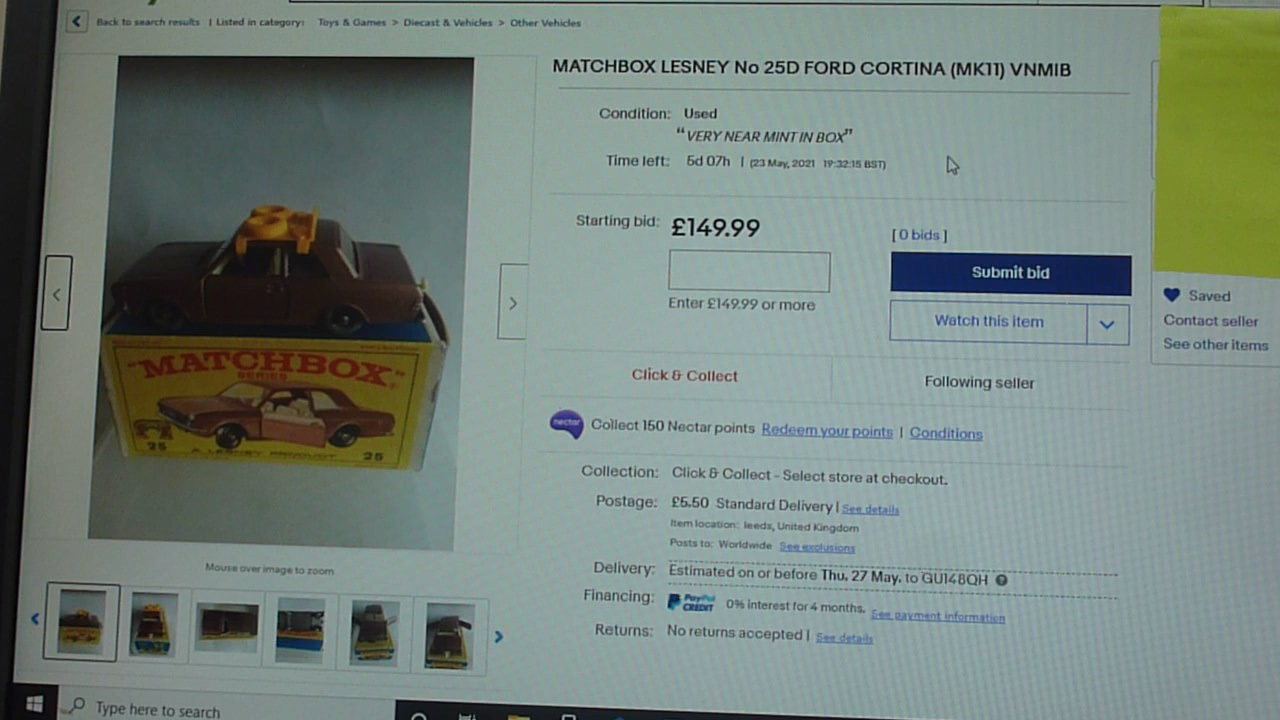 Back to search results | Listed in category: Toys & Games > Diecast & Vehicles > Other Vehicles
MATCHBOX LESNEY No 25D FORD CORTINA (MK11) VNMIB
Condition: Used
"VERY NEAR MINT IN BOX"
Time left: 5d 07h | (23 May, 2021 19:32:15 BST)
Starting bid: £149.99
[ 0 bids ]
Submit bid
Enter £149.99 or more
Watch this item
Saved
Contact seller
See other items
Click & Collect
Following seller
nectar
Collect 150 Nectar points Redeem your points | Conditions
Collection: Click & Collect - Select store at checkout.
Postage: £5.50 Standard Delivery | See details
Item location: leeds, United Kingdom
Posts to: Worldwide See exclusions
Delivery: Estimated on or before Thu. 27 May. to GU148QH
Financing: PayPal CREDIT 0% interest for 4 months. See payment information
Returns: No returns accepted | See details
"MATCHBOX"
SERIES
25 A LESNEY PRODUCT 25
Mouse over image to zoom
Type here to search